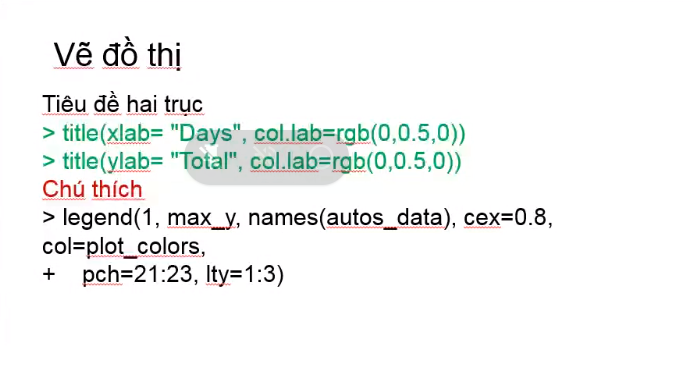 Vẽ đồ thị
Tiêu đề hai trục
> title(xlab= "Days", col.lab=rgb(0,0.5,0))
> title(ylab= "Total", col.lab=rgb(0,0.5,0))
Chú thích
> legend(1, max_y, names(autos_data), cex=0.8,
col=plot_colors,
+ pch=21:23, lty=1:3)